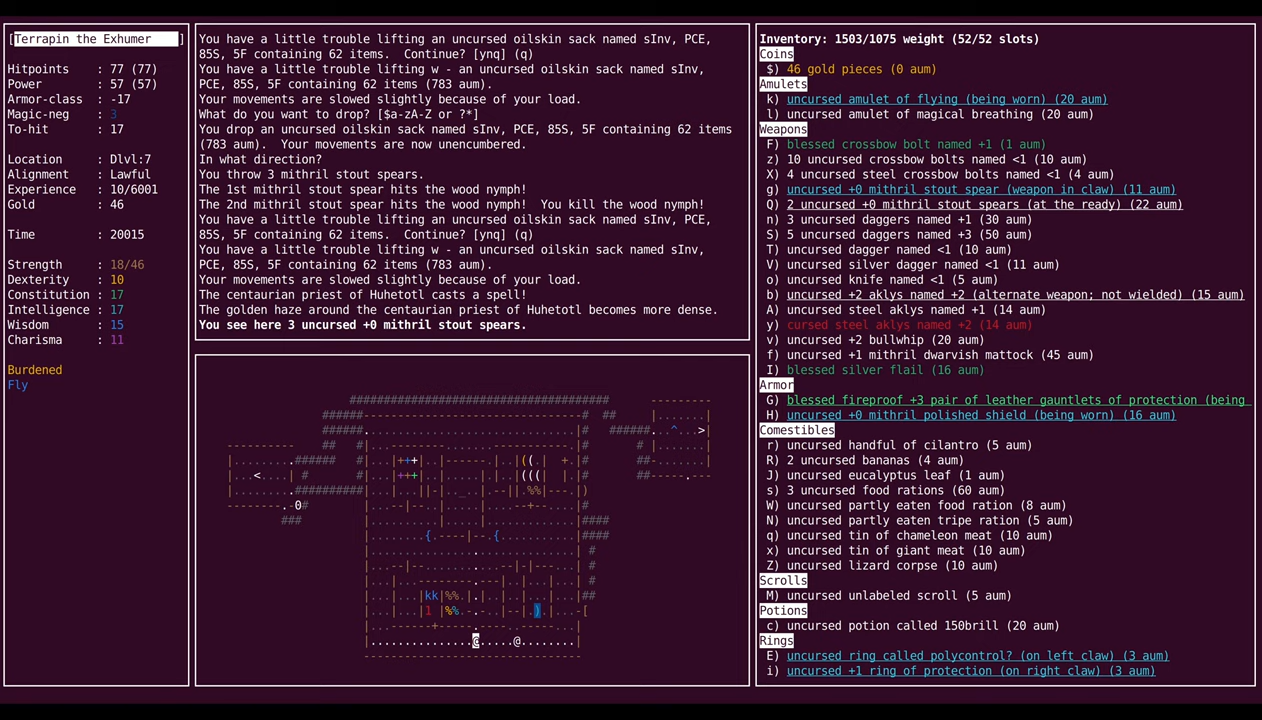 [Terrapin the Exhumer ]
Hitpoints : 77 (77)
Power : 57 (57)
Armor-class : -17
Magic-neg : 3
To-hit : 17
Location : Dlvl:7
Alignment : Lawful
Experience : 10/6001
Gold : 46
Time : 20015
Strength : 18/46
Dexterity : 10
Constitution : 17
Intelligence : 17
Wisdom : 15
Charisma : 11
Burdened
Fly
You have a little trouble lifting an uncursed oilskin sack named sInv, PCE,
85S, 5F containing 62 items. Continue? [ynq] (q)
You have a little trouble lifting w - an uncursed oilskin sack named sInv,
PCE, 85S, 5F containing 62 items (783 aum).
Your movements are slowed slightly because of your load.
What do you want to drop? [$a-zA-Z or ?*]
You drop an uncursed oilskin sack named sInv, PCE, 85S, 5F containing 62 items
(783 aum). Your movements are now unencumbered.
In what direction?
You throw 3 mithril stout spears.
The 1st mithril stout spear hits the wood nymph!
The 2nd mithril stout spear hits the wood nymph! You kill the wood nymph!
You have a little trouble lifting an uncursed oilskin sack named sInv, PCE,
85S, 5F containing 62 items. Continue? [ynq] (q)
You have a little trouble lifting w - an uncursed oilskin sack named sInv,
PCE, 85S, 5F containing 62 items (783 aum).
Your movements are slowed slightly because of your load.
The centaurian priest of Huhetotl casts a spell!
The golden haze around the centaurian priest of Huhetotl becomes more dense.
You see here 3 uncursed +0 mithril stout spears.
Inventory: 1503/1075 weight (52/52 slots)
Coins
$) 46 gold pieces (0 aum)
Amulets
k) uncursed amulet of flying (being worn) (20 aum)
l) uncursed amulet of magical breathing (20 aum)
Weapons
F) blessed crossbow bolt named +1 (1 aum)
z) 10 uncursed crossbow bolts named <1 (10 aum)
X) 4 uncursed steel crossbow bolts named <1 (4 aum)
g) uncursed +0 mithril stout spear (weapon in claw) (11 aum)
Q) 2 uncursed +0 mithril stout spears (at the ready) (22 aum)
n) 3 uncursed daggers named +1 (30 aum)
S) 5 uncursed daggers named +3 (50 aum)
T) uncursed dagger named <1 (10 aum)
V) uncursed silver dagger named <1 (11 aum)
o) uncursed knife named <1 (5 aum)
b) uncursed +2 aklys named +2 (alternate weapon; not wielded) (15 aum)
A) uncursed steel aklys named +1 (14 aum)
y) cursed steel aklys named +2 (14 aum)
v) uncursed +2 bullwhip (20 aum)
f) uncursed +1 mithril dwarvish mattock (45 aum)
I) blessed silver flail (16 aum)
Armor
G) blessed fireproof +3 pair of leather gauntlets of protection (being
H) uncursed +0 mithril polished shield (being worn) (16 aum)
Comestibles
r) uncursed handful of cilantro (5 aum)
R) 2 uncursed bananas (4 aum)
J) uncursed eucalyptus leaf (1 aum)
s) 3 uncursed food rations (60 aum)
W) uncursed partly eaten food ration (8 aum)
N) uncursed partly eaten tripe ration (5 aum)
q) uncursed tin of chameleon meat (10 aum)
x) uncursed tin of giant meat (10 aum)
Z) uncursed lizard corpse (10 aum)
Scrolls
M) uncursed unlabeled scroll (5 aum)
Potions
c) uncursed potion called 150brill (20 aum)
Rings
E) uncursed ring called polycontrol? (on left claw) (3 aum)
i) uncursed +1 ring of protection (on right claw) (3 aum)